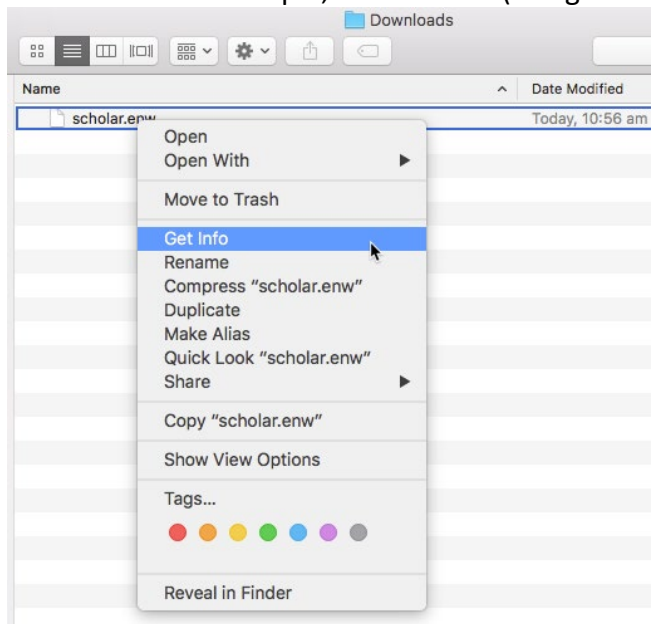 Downloads
Name
Date Modified
scholar.enw
Today, 10:56 am
Open
Open With
Move to Trash
Get Info
Rename
Compress “scholar.enw”
Duplicate
Make Alias
Quick Look “scholar.enw”
Share
Copy “scholar.enw”
Show View Options
Tags...
Reveal in Finder